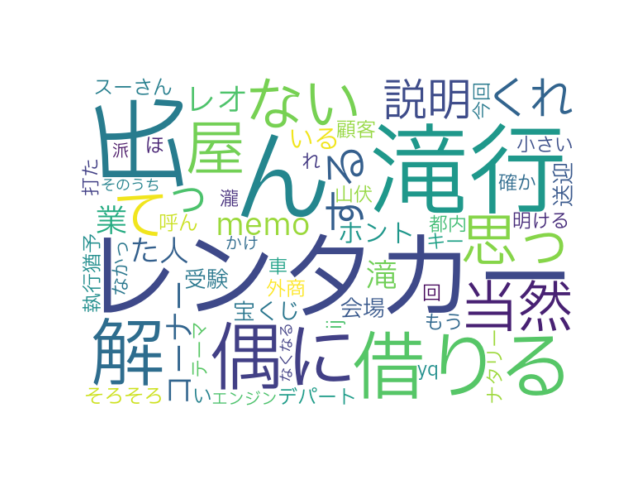 スーさん
レオ
ない
説明
今回
くれ
出
屋
ん
いる
顧客
滝行
小さい
打た
派
ほ
れ
する
そのうち
瀧
山伏
確か
送迎
業
て
っ
呼ん
memo
ホント
都内
キー
明ける
思っ
執行猶予
なかっ
た人
かけ
レンタカー
受験
車
滝
外商
回
当然
解
コーナー
テーマ
宝くじ
会場
もう
偶に
なくなる
ij
借りる
yq
ナタリー
そろそろ
い
エンジン
デパート